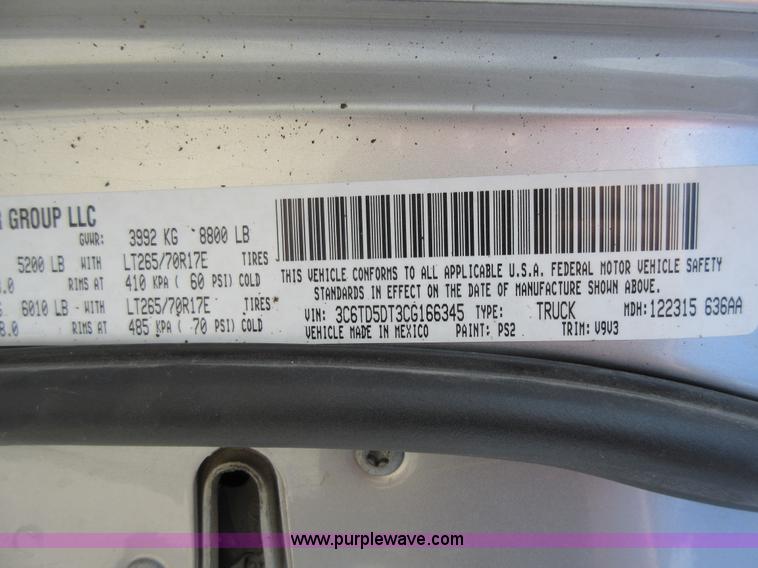 GROUP LLC
GVWR: 3992 KG 8800 LB
5200 LB WITH LT265/70R17E TIRES
.0 RIMS AT 410 KPA ( 60 PSI) COLD
6010 LB WITH LT265/70R17E TIRES
8.0 RIMS AT 485 KPA ( 70 PSI) COLD
THIS VEHICLE CONFORMS TO ALL APPLICABLE U.S.A. FEDERAL MOTOR VEHICLE SAFETY
STANDARDS IN EFFECT ON THE DATE OF MANUFACTURE SHOWN ABOVE.
VIN: 3C6TD5DT3CG166345 TYPE: TRUCK MDH: 122315 636AA
VEHICLE MADE IN MEXICO PAINT: PS2 TRIM: V9V3
www.purplewave.com